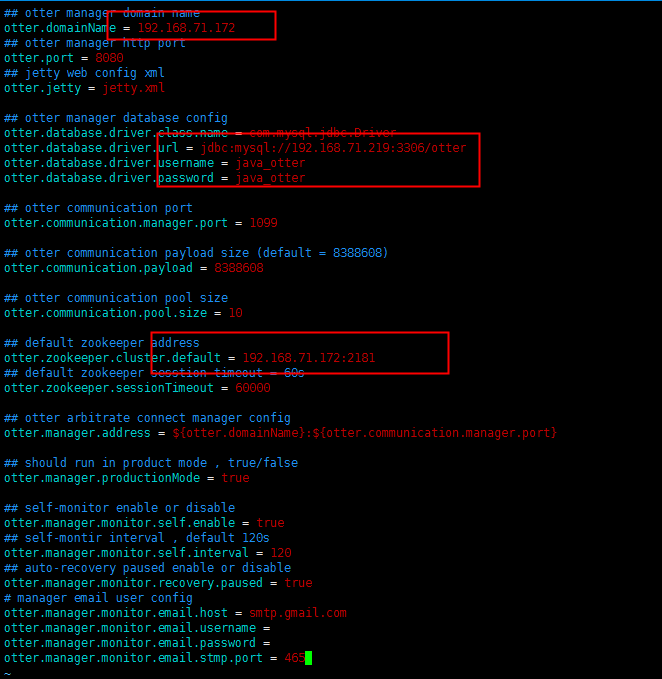 ## otter manager domain name
otter.domainName = 192.168.71.172
## otter manager http port
otter.port = 8080
## jetty web config xml
otter.jetty = jetty.xml
## otter manager database config
otter.database.driver.class.name = com.mysql.jdbc.Driver
otter.database.driver.url = jdbc:mysql://192.168.71.219:3306/otter
otter.database.driver.username = java_otter
otter.database.driver.password = java_otter
## otter communication port
otter.communication.manager.port = 1099
## otter communication payload size (default = 8388608)
otter.communication.payload = 8388608
## otter communication pool size
otter.communication.pool.size = 10
## default zookeeper address
otter.zookeeper.cluster.default = 192.168.71.172:2181
## default zookeeper sesstion timeout = 60s
otter.zookeeper.sessionTimeout = 60000
## otter arbitrate connect manager config
otter.manager.address = ${otter.domainName}:${otter.communication.manager.port}
## should run in product mode , true/false
otter.manager.productionMode = true
## self-monitor enable or disable
otter.manager.monitor.self.enable = true
## self-montir interval , default 120s
otter.manager.monitor.self.interval = 120
## auto-recovery paused enable or disable
otter.manager.monitor.recovery.paused = true
# manager email user config
otter.manager.monitor.email.host = smtp.gmail.com
otter.manager.monitor.email.username =
otter.manager.monitor.email.password =
otter.manager.monitor.email.stmp.port = 465
~